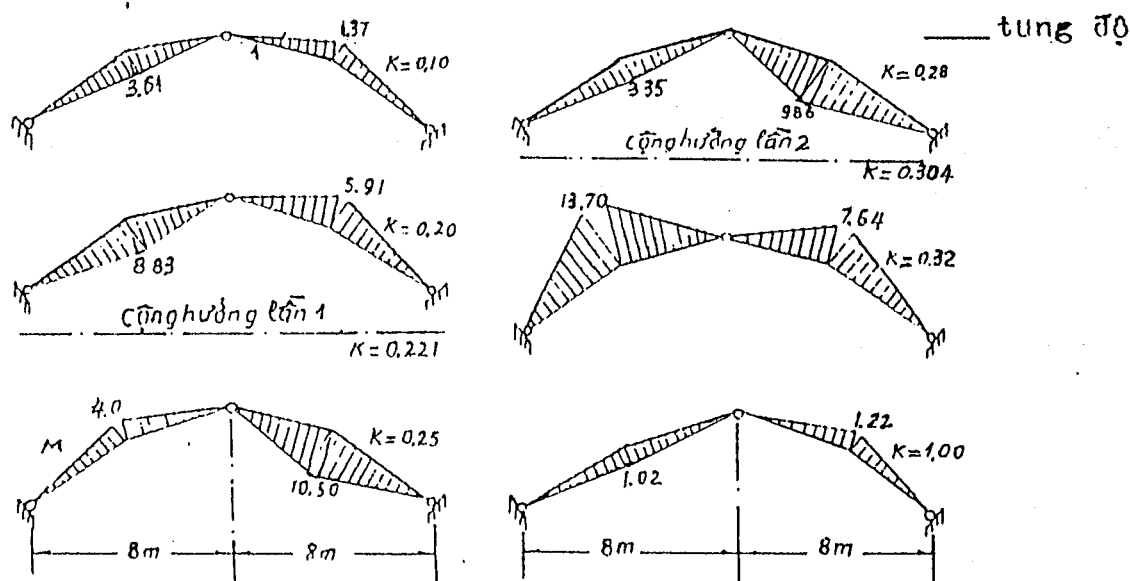 tung độ
1.37
1
K=0,10
3.61
3.35
K=0,28
986
Cộng hưởng lần 2
K=0.304
5.91
K=0,20
8 83
Cộng hưởng lần 1
K=0.221
13.70
7.64
K=0,32
4.0
M
K=0,25
10.50
1.22
K=1,00
1.02
8m
8m
8m
8m